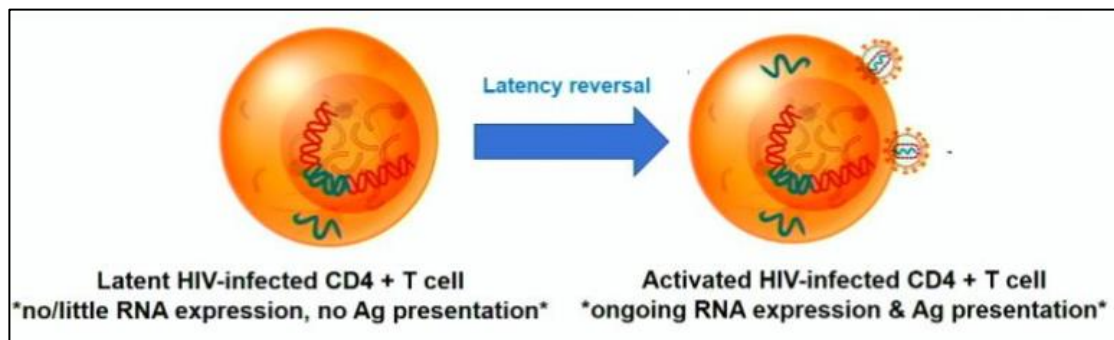 Latency reversal
Latent HIV-infected CD4 + T cell
*no/little RNA expression, no Ag presentation*
Activated HIV-infected CD4 + T cell
*ongoing RNA expression & Ag presentation*